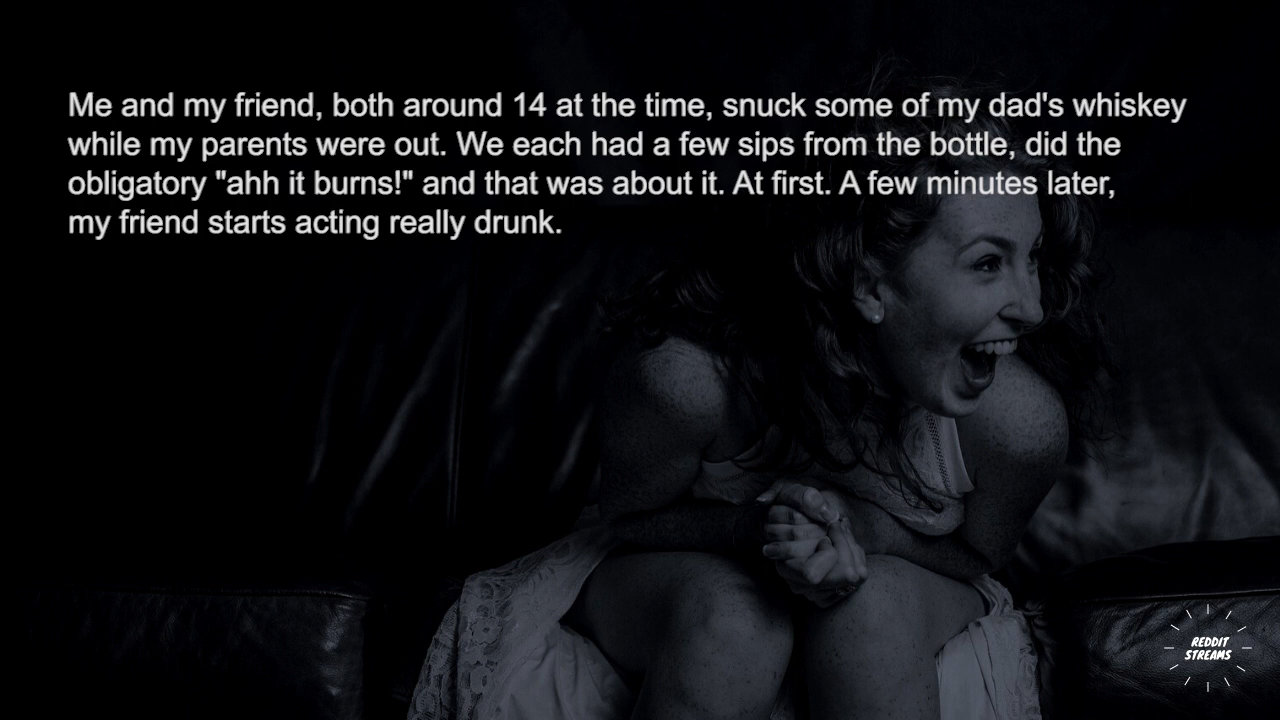 Me and my friend, both around 14 at the time, snuck some of my dad's whiskey
while my parents were out. We each had a few sips from the bottle, did the
obligatory "ahh it burns!" and that was about it. At first. A few minutes later,
my friend starts acting really drunk.
REDDIT
STREAMS